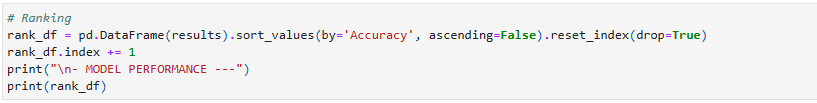 # Ranking
rank_df = pd.DataFrame(results).sort_values(by='Accuracy', ascending=False).reset_index(drop=True)
rank_df.index += 1
print("\n- MODEL PERFORMANCE ---")
print(rank_df)